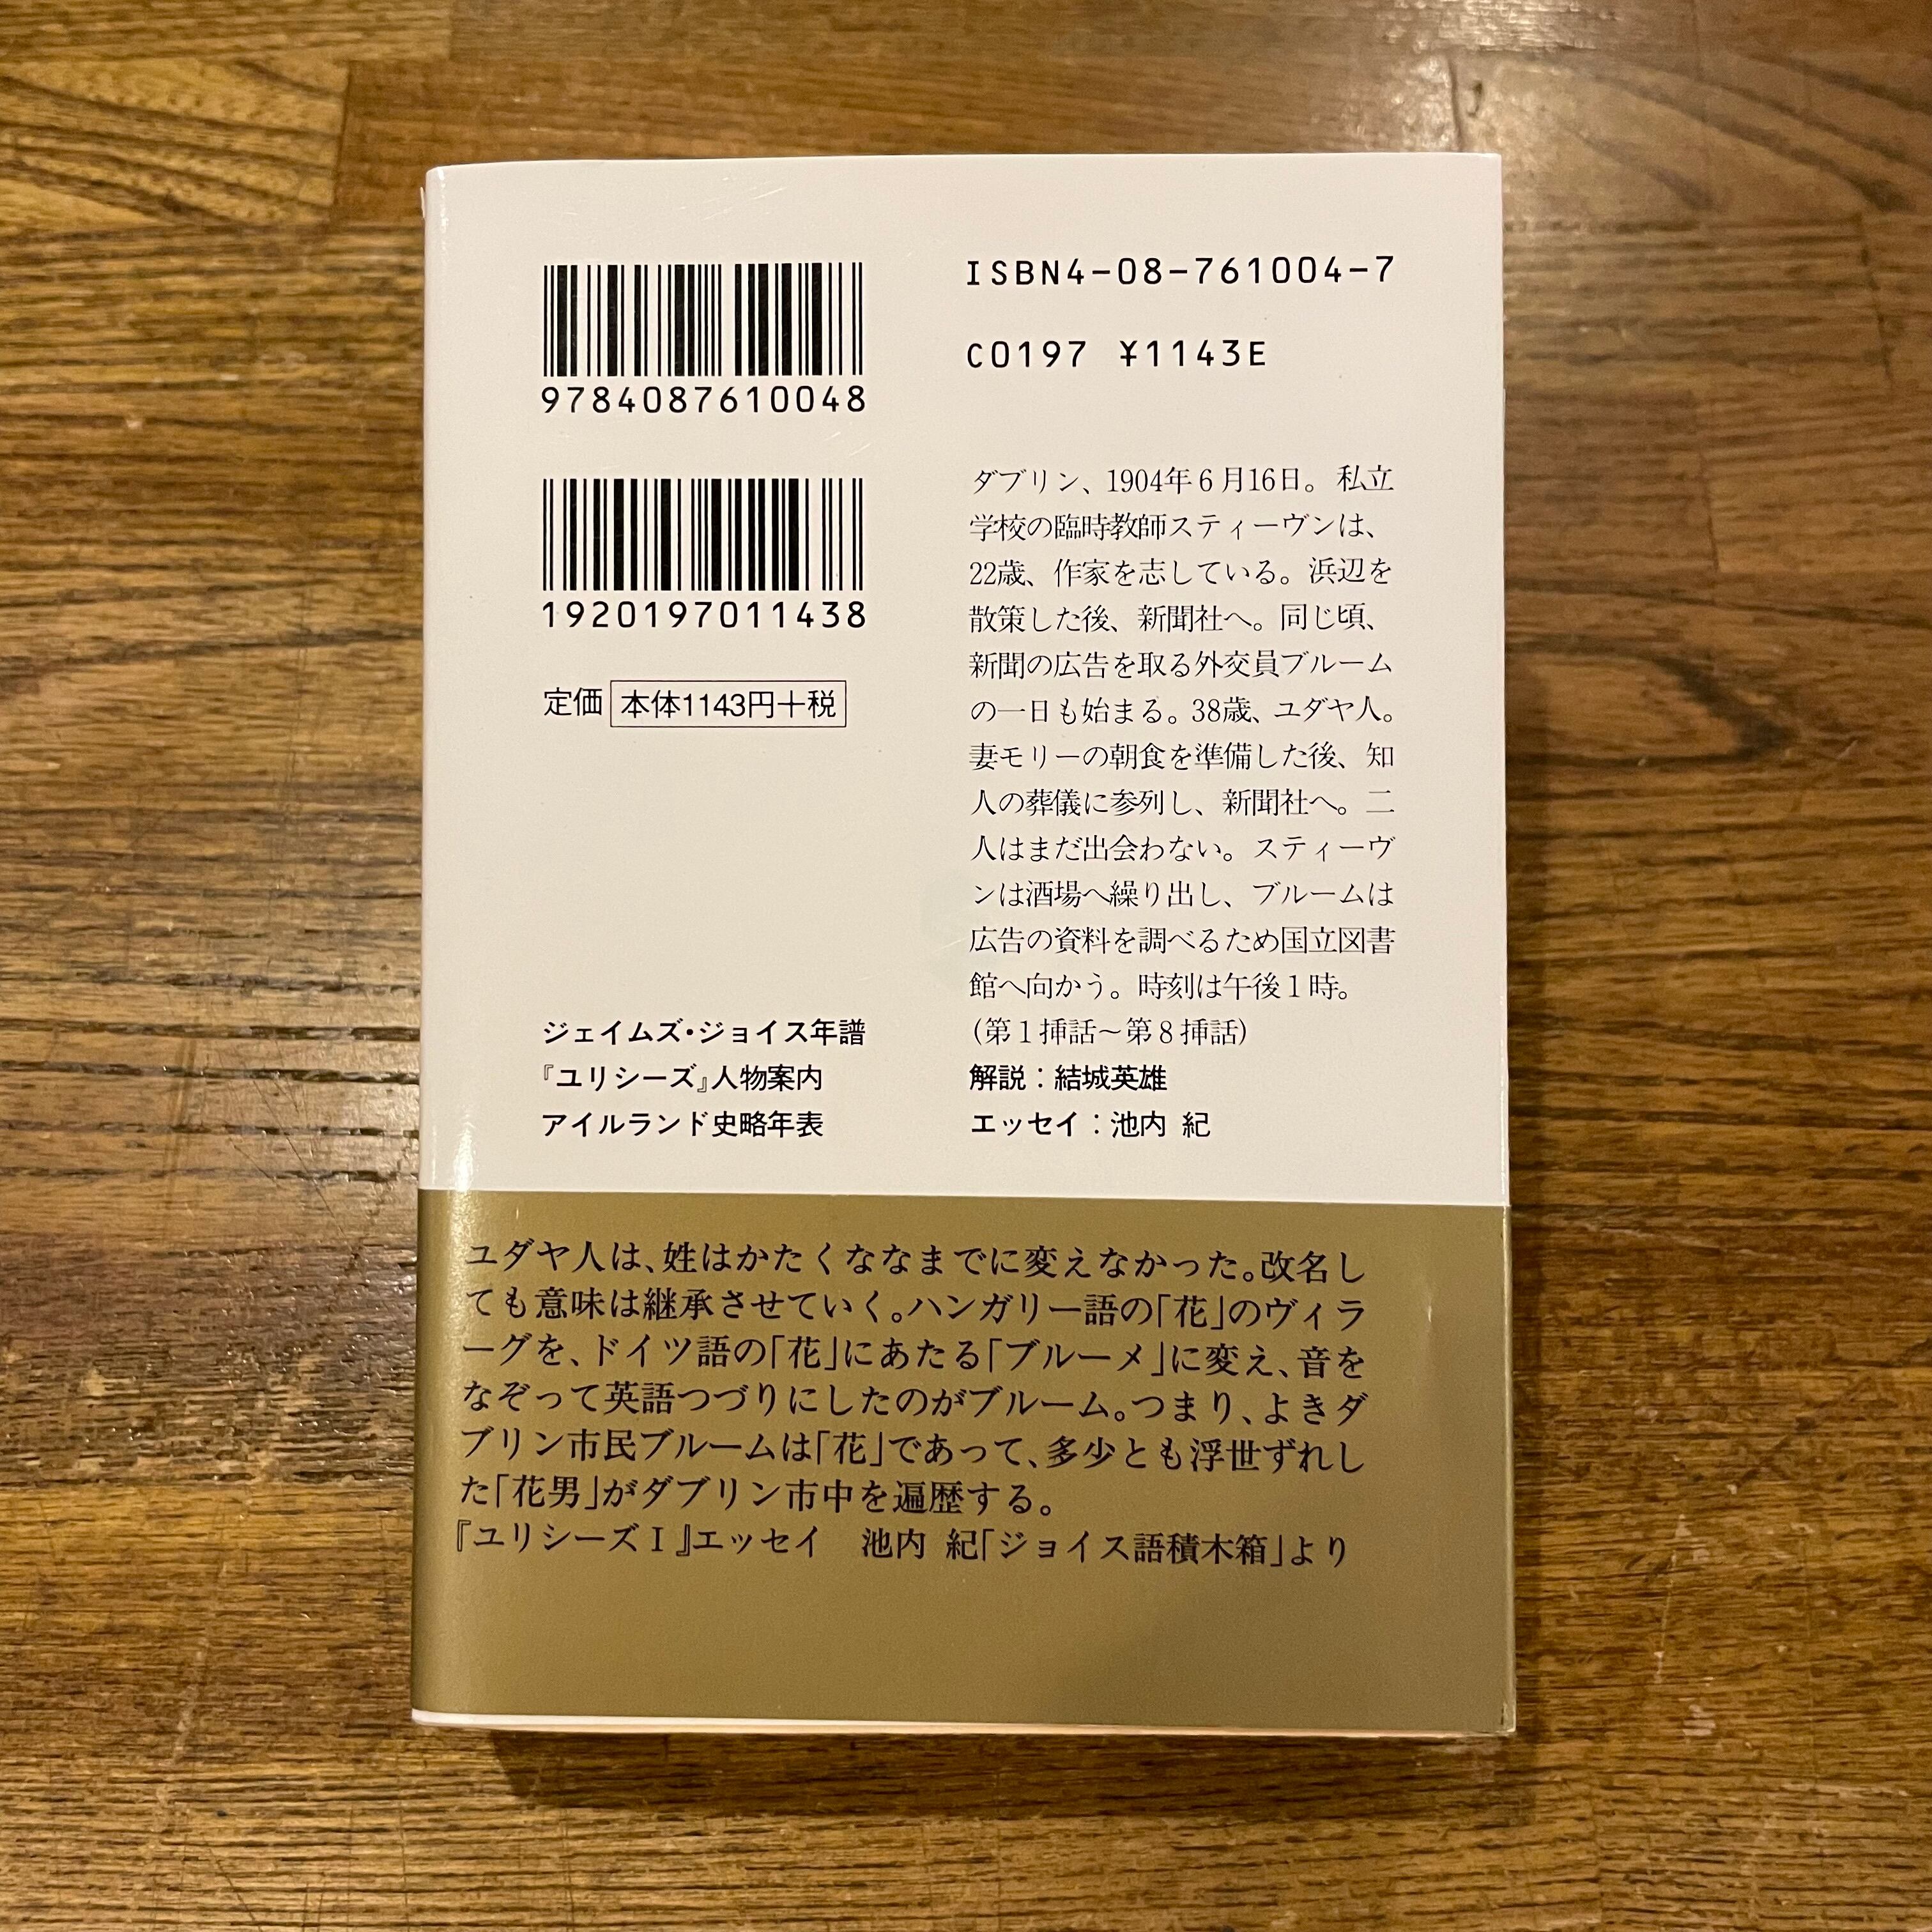 9784087610048
1920197011438
定価 本体1143円+税
ISBN4-08-761004-7
C0197 ¥1143E
ダブリン、1904年6月16日。私立
学校の臨時教師スティーヴンは、
22歳、作家を志している。浜辺を
散策した後、新聞社へ。同じ頃、
新聞の広告を取る外交員ブルーム
の一日も始まる。38歳、ユダヤ人。
妻モリーの朝食を準備した後、知
人の葬儀に参列し、新聞社へ。二
人はまだ出会わない。スティーヴ
ンは酒場へ繰り出し、ブルームは
広告の資料を調べるため国立図書
館へ向かう。時刻は午後1時。
(第1挿話〜第8挿話)
解説：結城英雄
エッセイ：池内 紀
ジェイムズ・ジョイス年譜
『ユリシーズ』人物案内
アイルランド史略年表
ユダヤ人は、姓はかたくななまでに変えなかった。改名し
ても意味は継承させていく。ハンガリー語の「花」のヴィラ
ーグを、ドイツ語の「花」にあたる「ブルーメ」に変え、音を
なぞって英語つづりにしたのがブルーム。つまり、よきダ
ブリン市民ブルームは「花」であって、多少とも浮世ずれし
た「花男」がダブリン市中を遍歴する。
『ユリシーズⅠ』エッセイ 池内 紀「ジョイス語積木箱」より